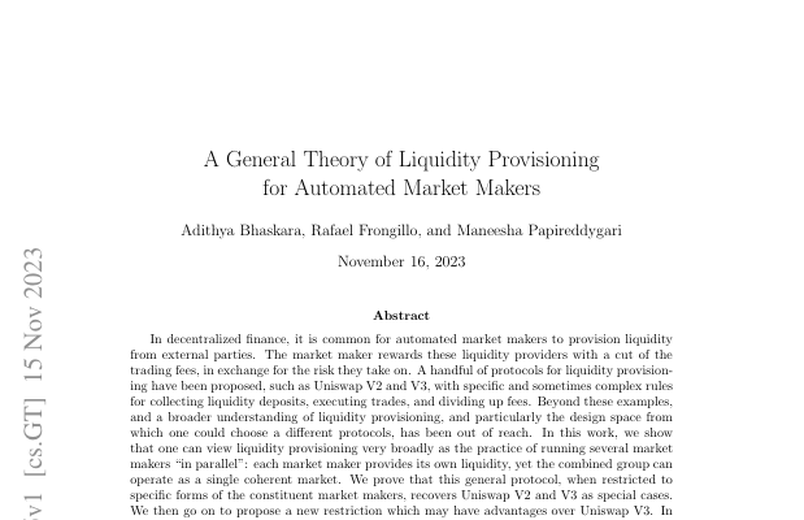 A General Theory of Liquidity Provisioning
for Automated Market Makers
Adithya Bhaskara, Rafael Frongillo, and Maneesha Papireddygari
November 16, 2023
Abstract
In decentralized finance, it is common for automated market makers to provision liquidity
from external parties. The market maker rewards these liquidity providers with a cut of the
trading fees, in exchange for the risk they take on. A handful of protocols for liquidity provision-
ing have been proposed, such as Uniswap V2 and V3, with specific and sometimes complex rules
for collecting liquidity deposits, executing trades, and dividing up fees. Beyond these examples,
and a broader understanding of liquidity provisioning, and particularly the design space from
which one could choose a different protocols, has been out of reach. In this work, we show
that one can view liquidity provisioning very broadly as the practice of running several market
makers “in parallel”: each market maker provides its own liquidity, yet the combined group can
operate as a single coherent market. We prove that this general protocol, when restricted to
specific forms of the constituent market makers, recovers Uniswap V2 and V3 as special cases.
We then go on to propose a new restriction which may have advantages over Uniswap V3. In
v1 [cs.GT] 15 Nov 2023